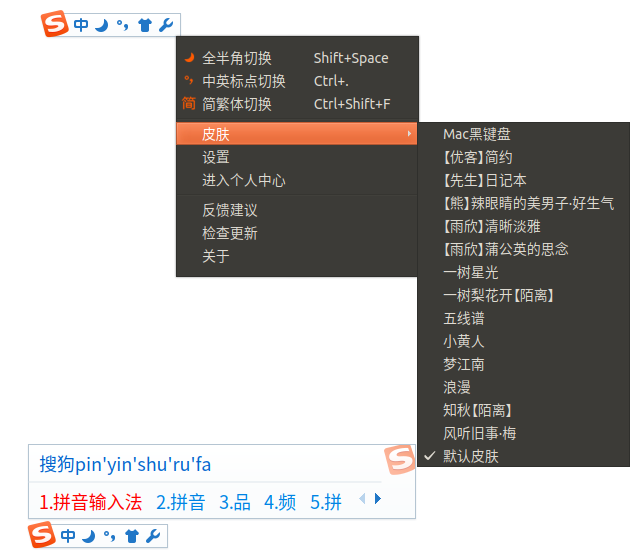 中
全半角切换 Shift+Space
中英标点切换 Ctrl+.
简 简繁体切换 Ctrl+Shift+F
皮肤
设置
进入个人中心
反馈建议
检查更新
关于
Mac黑键盘
【优客】简约
【先生】日记本
【熊】辣眼睛的美男子·好生气
【雨欣】清晰淡雅
【雨欣】蒲公英的思念
一树星光
一树梨花开【陌离】
五线谱
小黄人
梦江南
浪漫
知秋【陌离】
风听旧事·梅
默认皮肤
搜狗pin'yin'shu'ru'fa
1.拼音输入法 2.拼音 3.品 4.频 5.拼
中